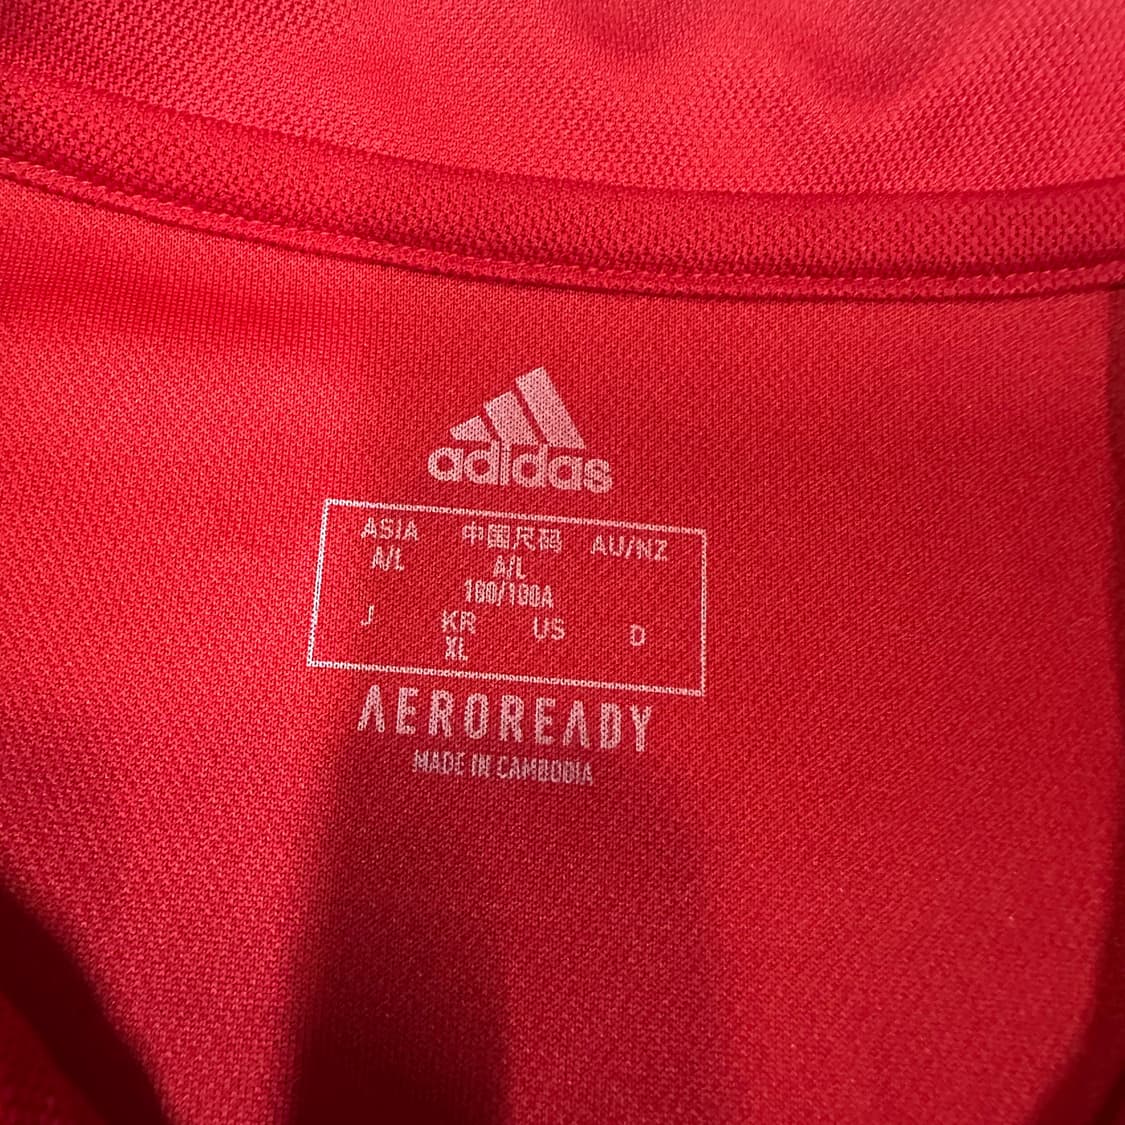 adidas
ASIA 中国尺码 AU/NZ
A/L A/L
180/100A
J KR US D
XL
AEROREADY
MADE IN CAMBODIA